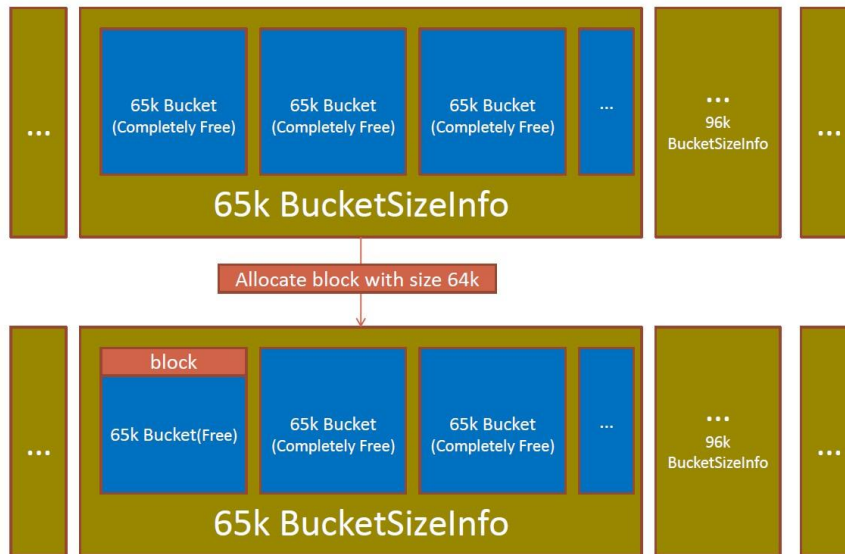 ...
65k Bucket
(Completely Free)
65k Bucket
(Completely Free)
65k Bucket
(Completely Free)
...
65k BucketSizeInfo
...
96k
BucketSizeInfo
...
Allocate block with size 64k
...
block
65k Bucket(Free)
65k Bucket
(Completely Free)
65k Bucket
(Completely Free)
...
65k BucketSizeInfo
...
96k
BucketSizeInfo
...